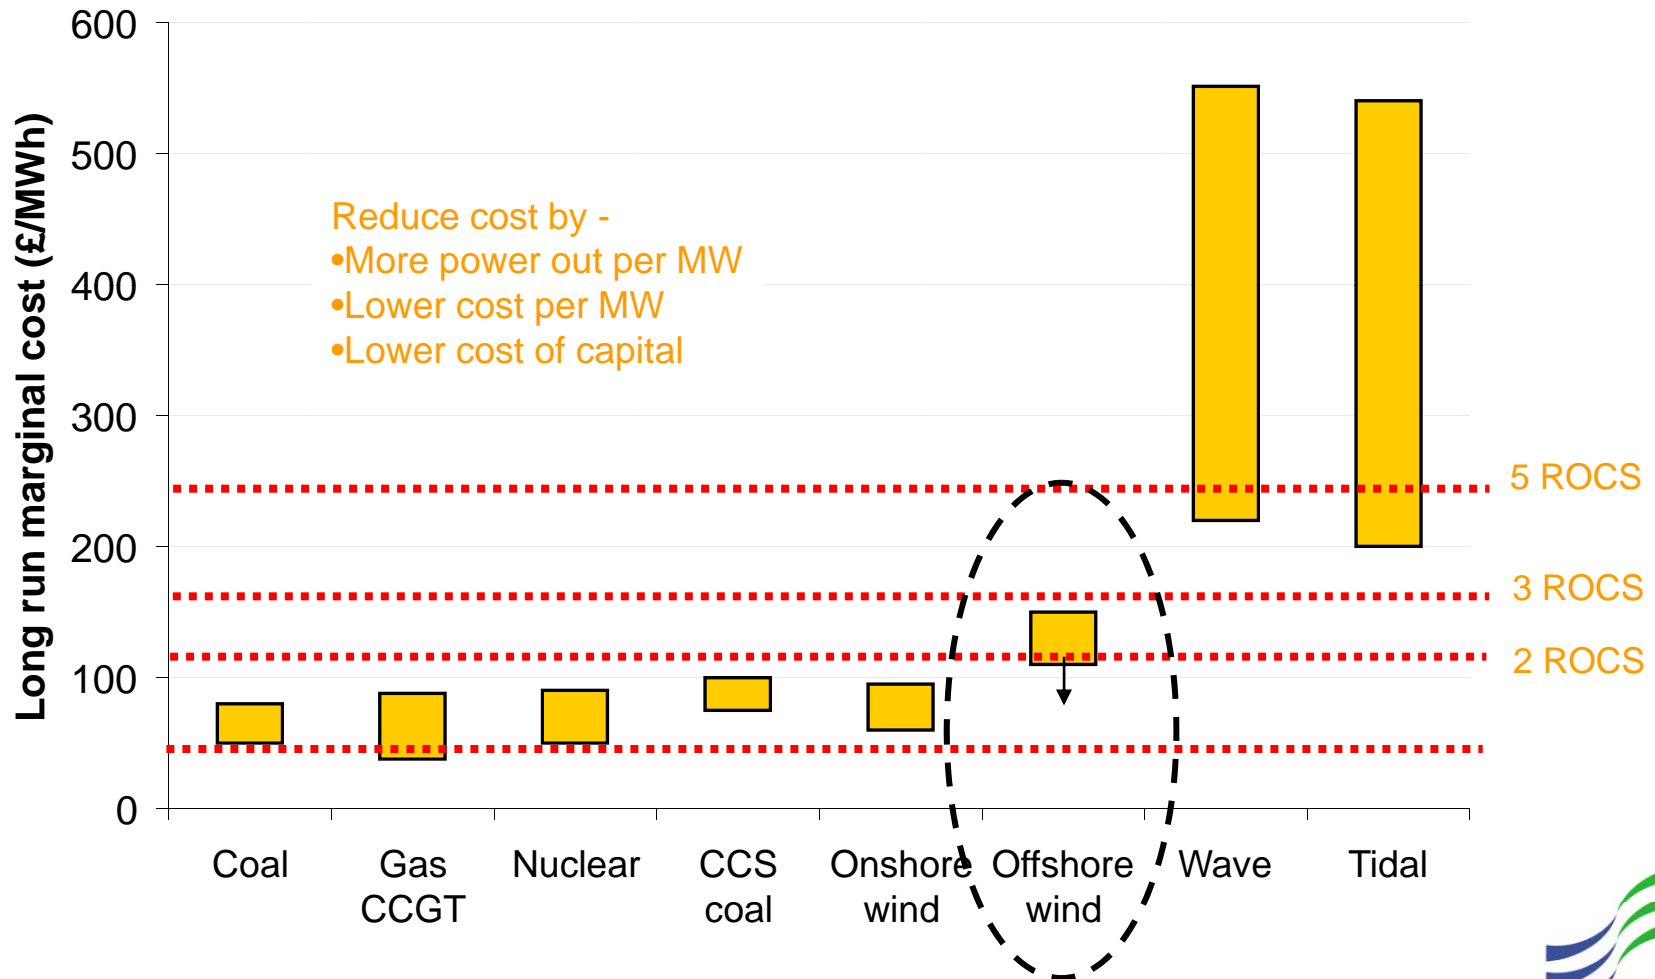 Long run marginal cost (£/MWh)
600
500
400
300
200
100
0
Reduce cost by -
•More power out per MW
•Lower cost per MW
•Lower cost of capital
5 ROCS
3 ROCS
2 ROCS
Coal
Gas
CCGT
Nuclear
CCS
coal
Onshore
wind
Offshore
wind
Wave
Tidal